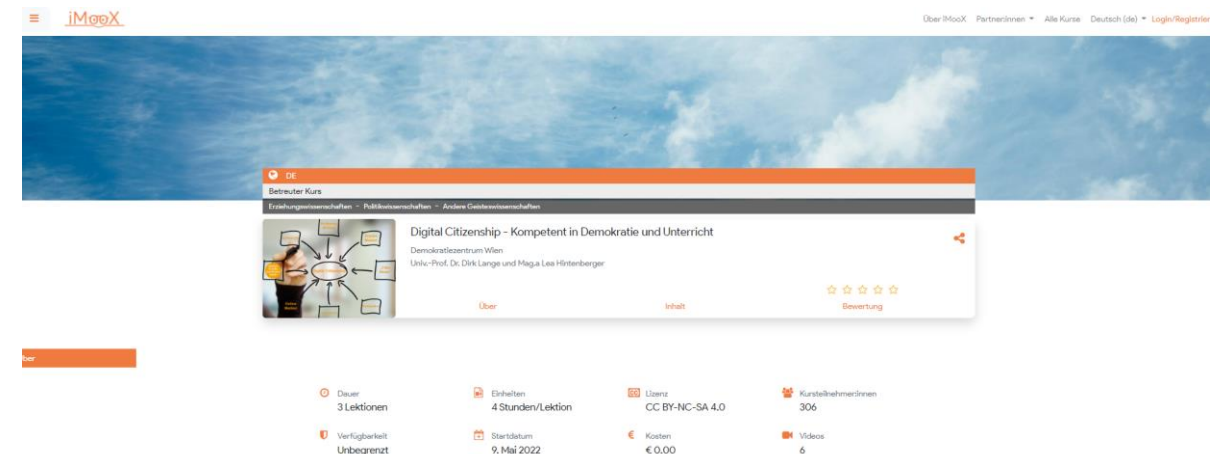 iMooX
Über iMooX Partner:innen Alle Kurse Deutsch (de) Login/Registrier
DE
Betreuter Kurs
Erziehungswissenschaften - Politikwissenschaften - Andere Geisteswissenschaften
Digital Citizenship - Kompetent in Demokratie und Unterricht
Demokratiezentrum Wien
Univ.-Prof. Dr. Dirk Lange und Mag.a Lea Hintenberger
Über Inhalt Bewertung
ber
Dauer Einheiten Lizenz Kursteilnehmer:innen
3 Lektionen 4 Stunden/Lektion CC BY-NC-SA 4.0 306
Verfügbarkeit Startdatum Kosten Videos
Unbegrenzt 9. Mai 2022 € 0.00 6